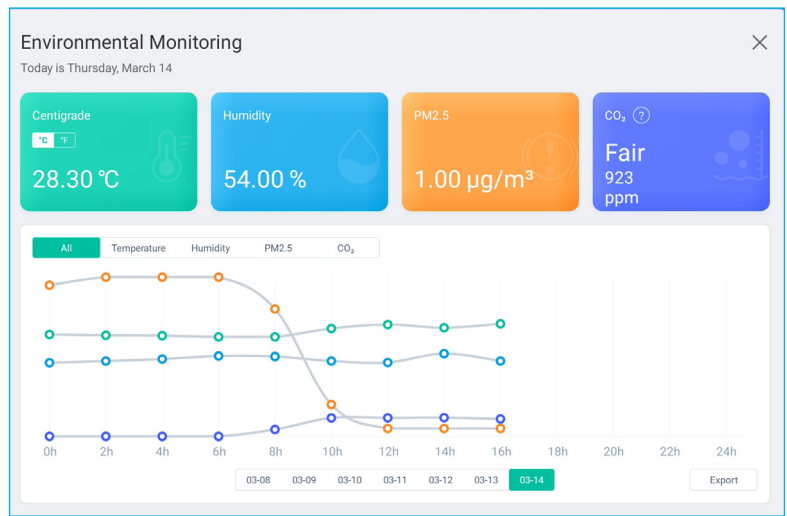 Environmental Monitoring
Today is Thursday, March 14
Centigrade
°C °F
28.30 ℃
Humidity
54.00 %
PM2.5
1.00 µg/m³
CO₂ ?
Fair
923
ppm
All Temperature Humidity PM2.5 CO₂
0h 2h 4h 6h 8h 10h 12h 14h 16h 18h 20h 22h 24h
03-08 03-09 03-10 03-11 03-12 03-13 03-14
Export